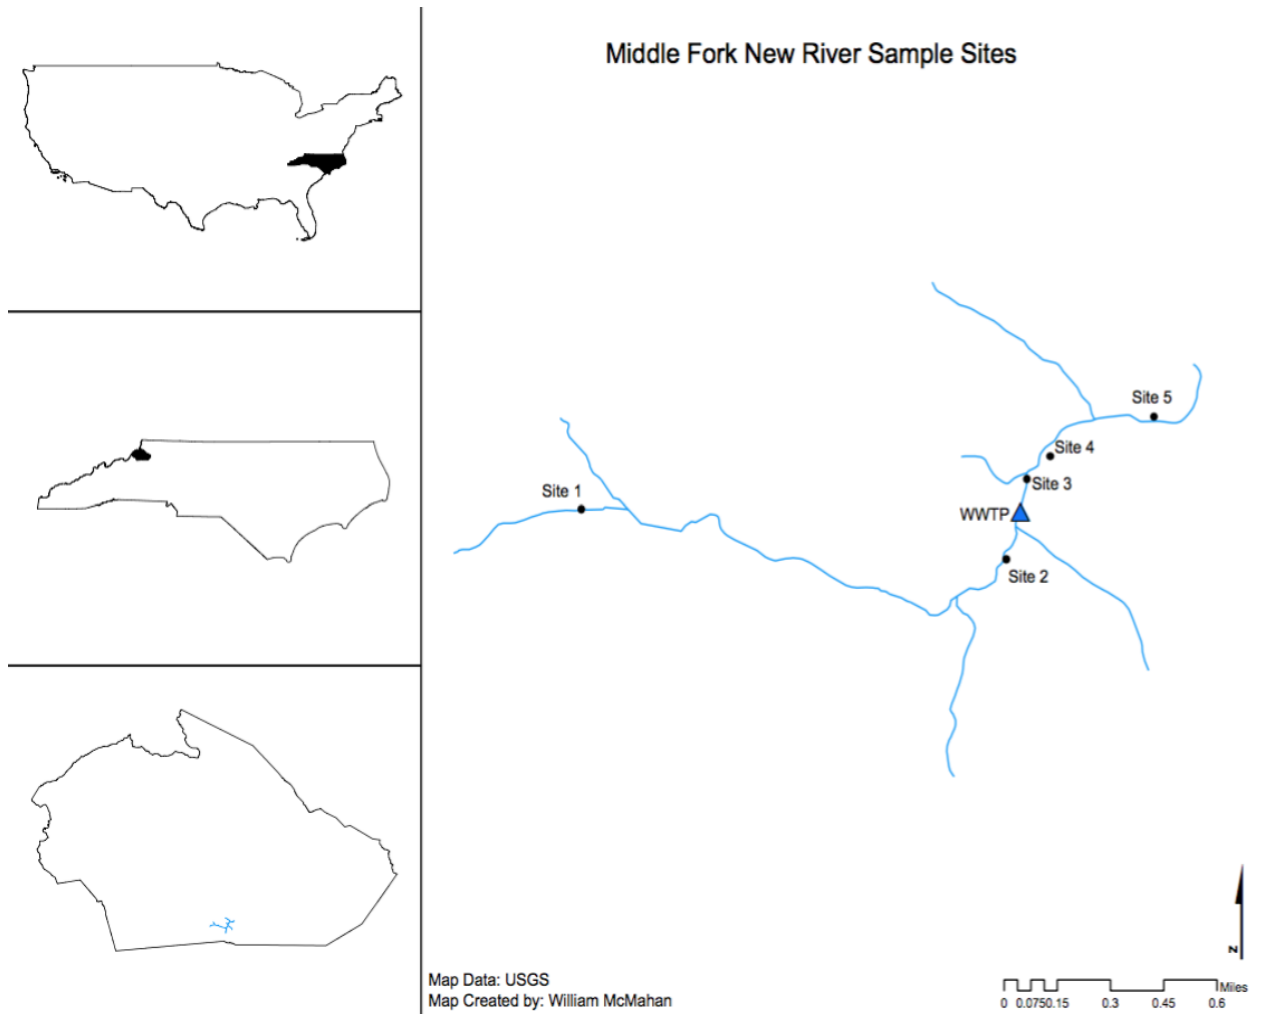 Middle Fork New River Sample Sites
Site 5
Site 4
Site 3
Site 1
WWTP
Site 2
N
Map Data: USGS
Map Created by: William McMahan
Miles
0 0.0750.15 0.3 0.45 0.6